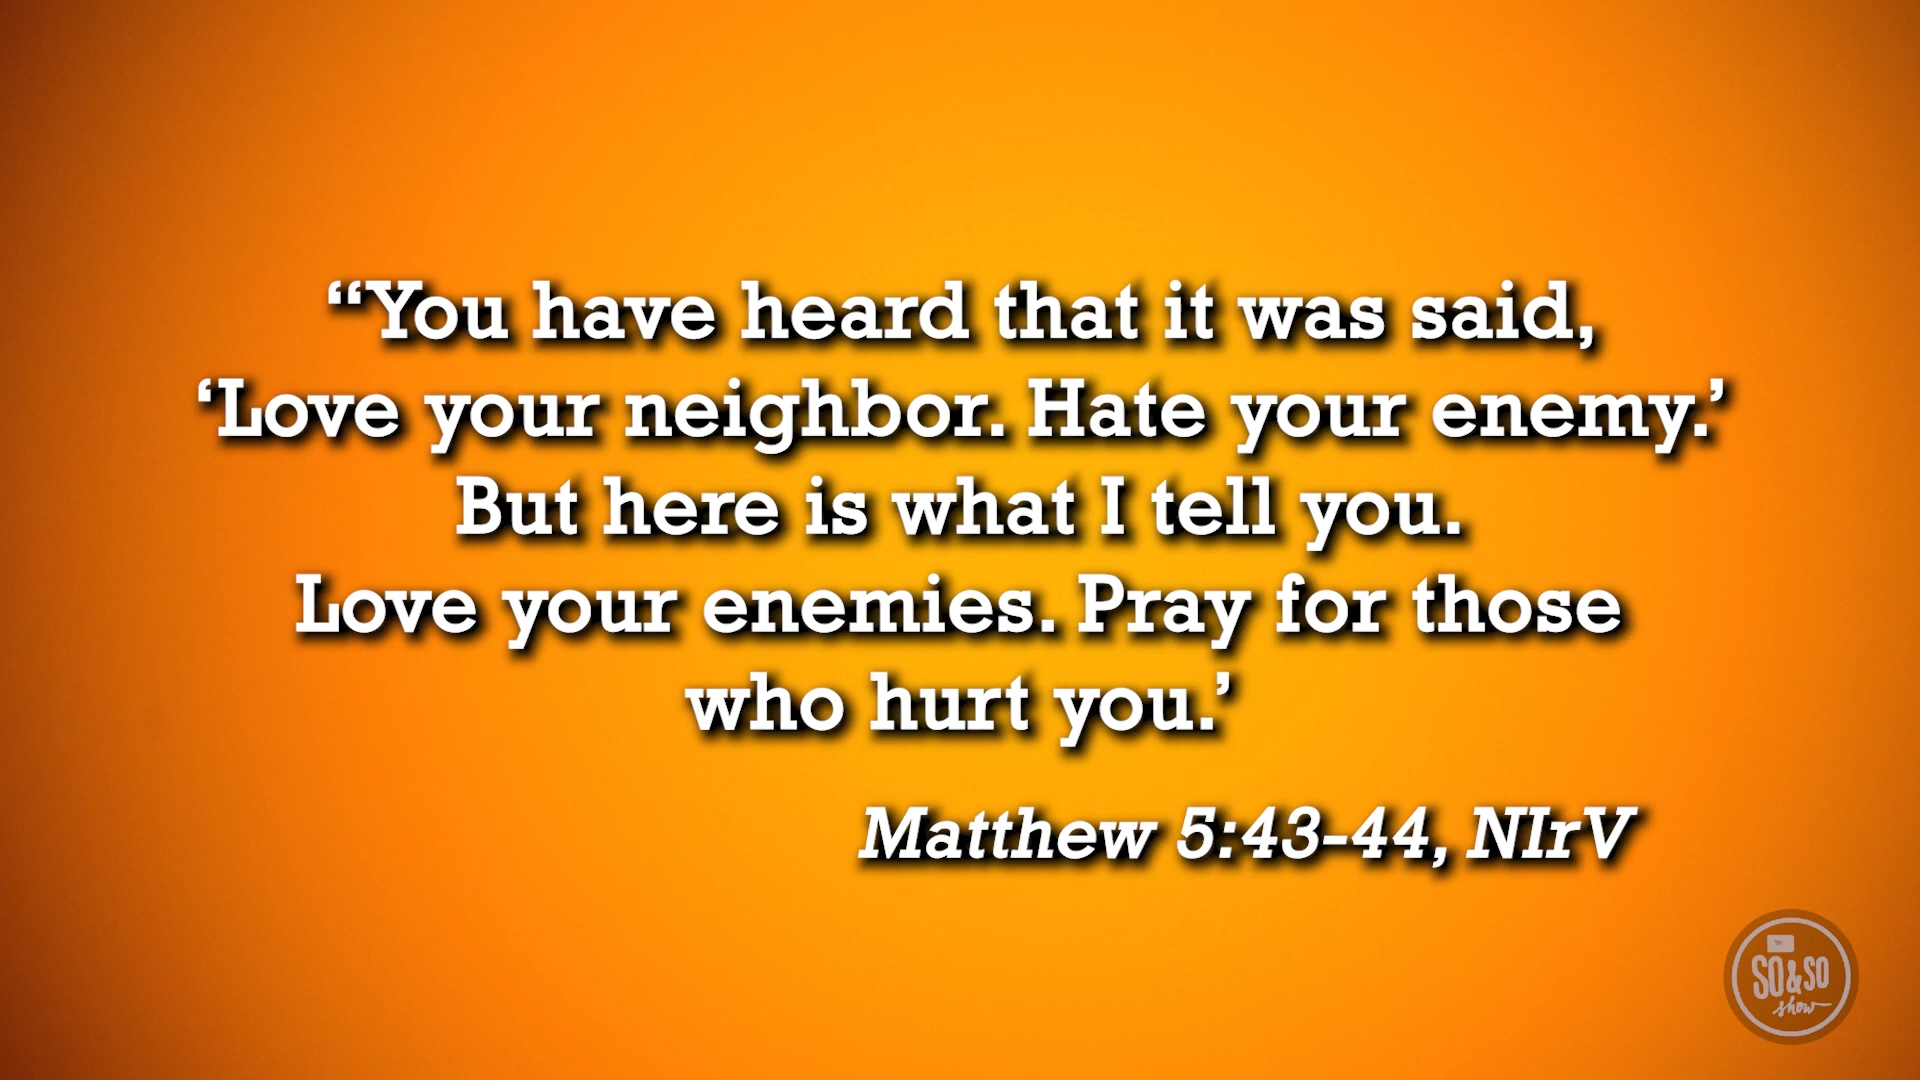 “You have heard that it was said,
‘Love your neighbor. Hate your enemy.’
But here is what I tell you.
Love your enemies. Pray for those
who hurt you.’
Matthew 5:43-44, NIrV
SO & SO
show